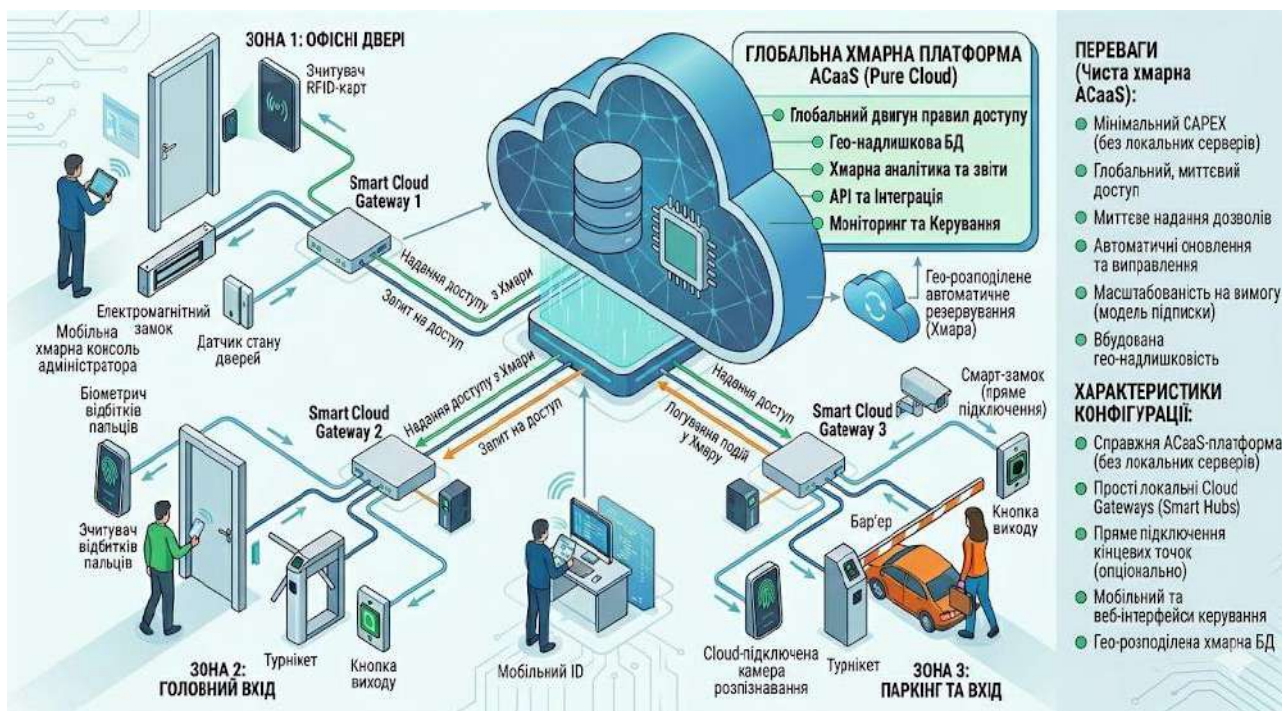 ЗОНА 1: ОФІСНІ ДВЕРІ
Зчитувач
RFID-карт
Smart Cloud
Gateway 1
Електромагнітний
замок
Мобільна
хмарна консоль
адміністратора
Датчик стану
дверей
Надання доступу з Хмари
Запит на доступ
ГЛОБАЛЬНА ХМАРНА ПЛАТФОРМА
ACaaS (Pure Cloud)
Глобальний двигун правил доступу
Гео-надлишкова БД
Хмарна аналітика та звіти
API та Інтеграція
Моніторинг та Керування
Гео-розподілене
автоматичне
резервування
(Хмара)
Біометрич
відбитків
пальців
Smart Cloud
Gateway 2
Надання доступу з Хмари
Запит на доступ
Зчитувач
відбитків
пальців
Турнікет
Кнопка
виходу
ЗОНА 2:
ГОЛОВНИЙ ВХІД
Мобільний ID
Надання доступ
Логування подій
у Хмару
Smart Cloud
Gateway 3
Смарт-замок
(пряме
підключення)
Кнопка
виходу
Бар'єр
Cloud-підключена
камера
розпізнавання
Турнікет
ЗОНА 3:
ПАРКІНГ ТА ВХІД
ПЕРЕВАГИ
(Чиста хмарна
ACaaS):
Мінімальний CAPEX
(без локальних серверів)
Глобальний, миттєвий
доступ
Миттєве надання дозволів
Автоматичні оновлення
та виправлення
Масштабованість на вимогу
(модель підписки)
Вбудована
гео-надлишковість
ХАРАКТЕРИСТИКИ
КОНФІГУРАЦІЇ:
Справжня ACaaS-платформа
(без локальних серверів)
Прості локальні Cloud
Gateways (Smart Hubs)
Пряме підключення
кінцевих точок
(опціонально)
Мобільний та
веб-інтерфейси керування
Гео-розподілена хмарна БД